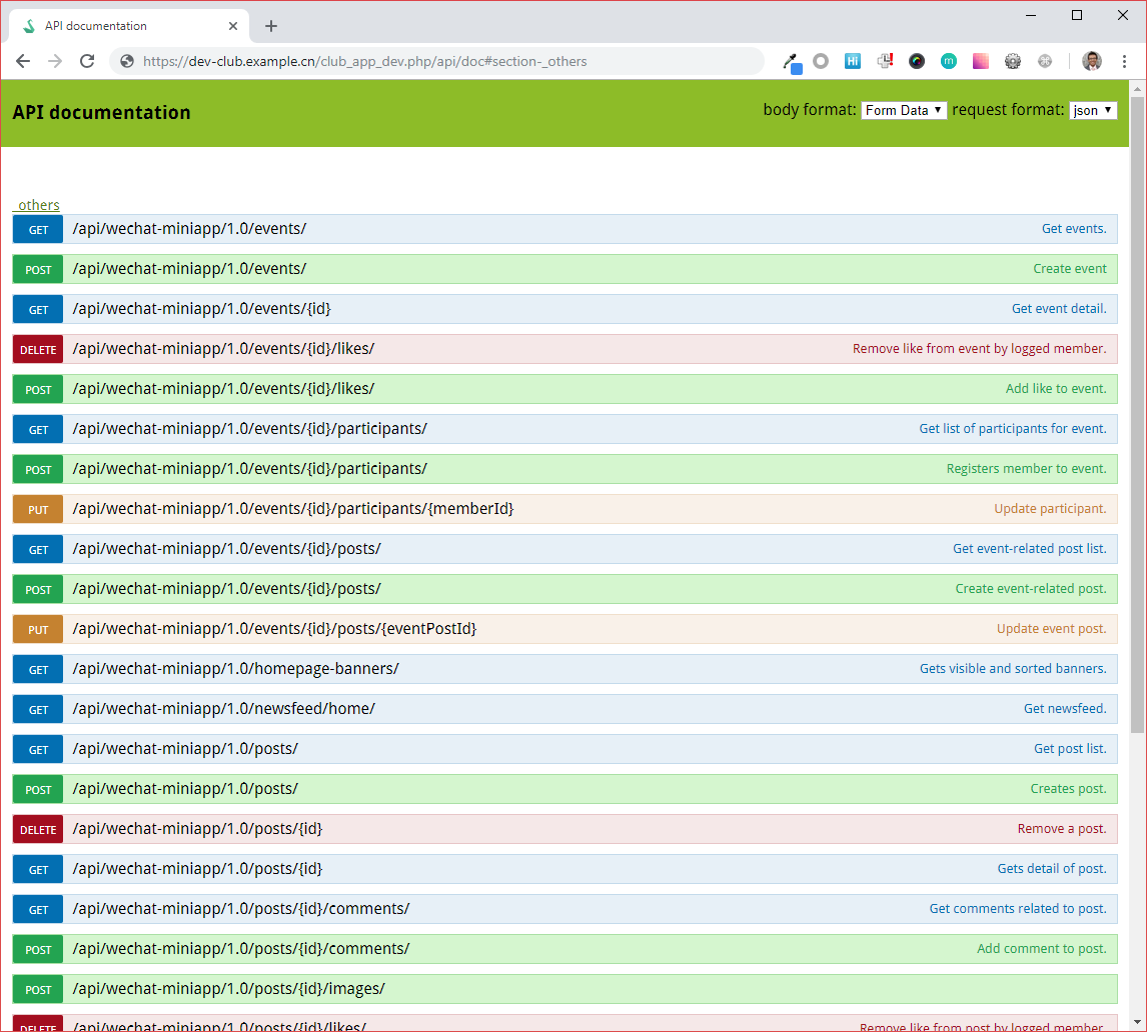 API documentation
https://dev-club.example.cn/club_app_dev.php/api/doc#section-_others
Hi
m
API documentation
body format: Form Data request format: json
_others
GET /api/wechat-miniapp/1.0/events/ Get events.
POST /api/wechat-miniapp/1.0/events/ Create event
GET /api/wechat-miniapp/1.0/events/{id} Get event detail.
DELETE /api/wechat-miniapp/1.0/events/{id}/likes/ Remove like from event by logged member.
POST /api/wechat-miniapp/1.0/events/{id}/likes/ Add like to event.
GET /api/wechat-miniapp/1.0/events/{id}/participants/ Get list of participants for event.
POST /api/wechat-miniapp/1.0/events/{id}/participants/ Registers member to event.
PUT /api/wechat-miniapp/1.0/events/{id}/participants/{memberId} Update participant.
GET /api/wechat-miniapp/1.0/events/{id}/posts/ Get event-related post list.
POST /api/wechat-miniapp/1.0/events/{id}/posts/ Create event-related post.
PUT /api/wechat-miniapp/1.0/events/{id}/posts/{eventPostId} Update event post.
GET /api/wechat-miniapp/1.0/homepage-banners/ Gets visible and sorted banners.
GET /api/wechat-miniapp/1.0/newsfeed/home/ Get newsfeed.
GET /api/wechat-miniapp/1.0/posts/ Get post list.
POST /api/wechat-miniapp/1.0/posts/ Creates post.
DELETE /api/wechat-miniapp/1.0/posts/{id} Remove a post.
GET /api/wechat-miniapp/1.0/posts/{id} Gets detail of post.
GET /api/wechat-miniapp/1.0/posts/{id}/comments/ Get comments related to post.
POST /api/wechat-miniapp/1.0/posts/{id}/comments/ Add comment to post.
POST /api/wechat-miniapp/1.0/posts/{id}/images/
DELETE /api/wechat-miniapp/1.0/posts/{id}/likes/ Remove like from post by logged member.